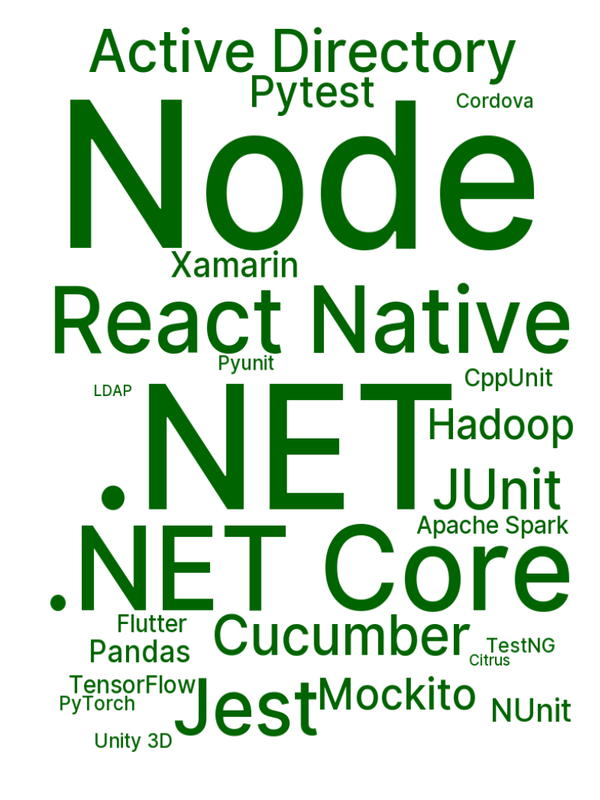 Active Directory
Pytest
Cordova
Node
Xamarin
React Native
Pyunit
LDAP
CppUnit
.NET
Hadoop
JUnit
Apache Spark
.NET Core
Flutter
Cucumber
TestNG
Pandas
Citrus
TensorFlow
Jest
Mockito
PyTorch
NUnit
Unity 3D